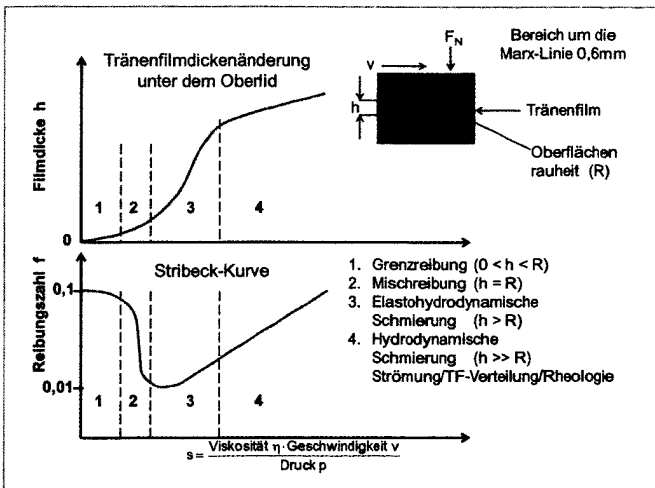 Tränenfilmdickenänderung
unter dem Oberlid
Filmdicke h
0
1 2 3 4
F_N
v
h
Bereich um die
Marx-Linie 0,6mm
Tränenfilm
Oberflächen
rauheit (R)
Stribeck-Kurve
Reibungszahl f
0,1
0,01
1 2 3 4
s = Viskosität η · Geschwindigkeit v
Druck p
1. Grenzreibung (0 < h < R)
2. Mischreibung (h = R)
3. Elastohydrodynamische
Schmierung (h > R)
4. Hydrodynamische
Schmierung (h >> R)
Strömung/TF-Verteilung/Rheologie